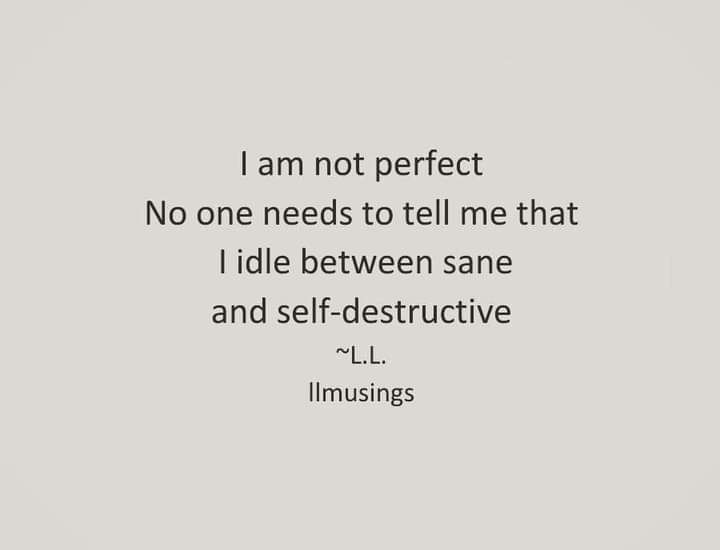 I am not perfect
No one needs to tell me that
I idle between sane
and self-destructive
~L.L.
llmusings